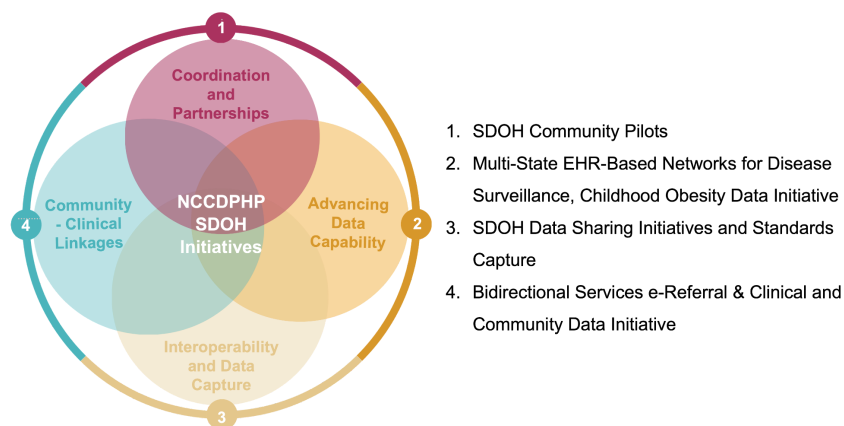 1
Coordination
and
Partnerships
Community
- Clinical
Linkages
NCCDPHP
SDOH
Initiatives
Advancing
Data
Capability
4
2
Interoperability
and Data
Capture
3
1. SDOH Community Pilots
2. Multi-State EHR-Based Networks for Disease
Surveillance, Childhood Obesity Data Initiative
3. SDOH Data Sharing Initiatives and Standards
Capture
4. Bidirectional Services e-Referral & Clinical and
Community Data Initiative